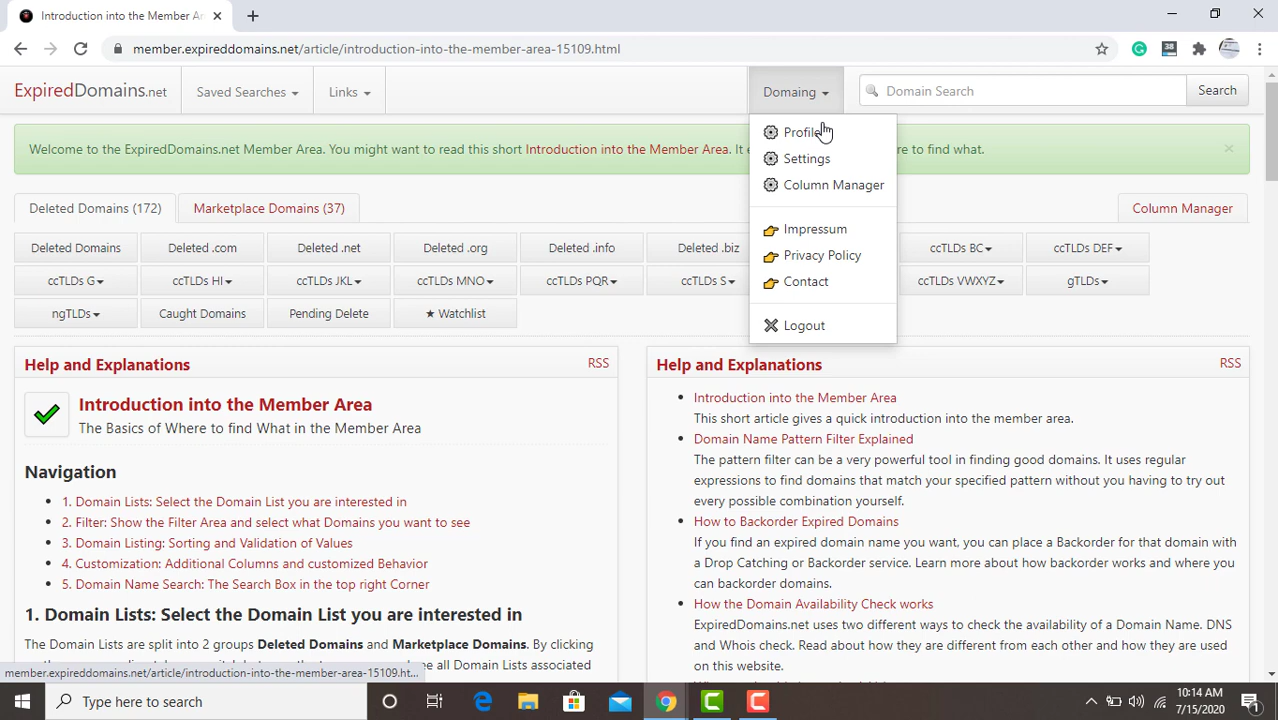 Introduction into the Member Ar
member.expireddomains.net/article/introduction-into-the-member-area-15109.html
38
ExpiredDomains.net
Saved Searches
Links
Domaing
Domain Search
Search
Profile
Settings
Column Manager
Impressum
Privacy Policy
Contact
Logout
Welcome to the ExpiredDomains.net Member Area. You might want to read this short Introduction into the Member Area. It e re to find what.
Deleted Domains (172)
Marketplace Domains (37)
Column Manager
Deleted Domains
Deleted .com
Deleted .net
Deleted .org
Deleted .info
Deleted .biz
ccTLDs BC
ccTLDs DEF
ccTLDs G
ccTLDs HI
ccTLDs JKL
ccTLDs MNO
ccTLDs PQR
ccTLDs S
ccTLDs VWXYZ
gTLDs
ngTLDs
Caught Domains
Pending Delete
★ Watchlist
Help and Explanations
RSS
Introduction into the Member Area
The Basics of Where to find What in the Member Area
Navigation
1. Domain Lists: Select the Domain List you are interested in
2. Filter: Show the Filter Area and select what Domains you want to see
3. Domain Listing: Sorting and Validation of Values
4. Customization: Additional Columns and customized Behavior
5. Domain Name Search: The Search Box in the top right Corner
1. Domain Lists: Select the Domain List you are interested in
The Domain Lists are split into 2 groups Deleted Domains and Marketplace Domains. By clicking
all Domain Lists associated
Help and Explanations
RSS
Introduction into the Member Area
This short article gives a quick introduction into the member area.
Domain Name Pattern Filter Explained
The pattern filter can be a very powerful tool in finding good domains. It uses regular
expressions to find domains that match your specified pattern without you having to try out
every possible combination yourself.
How to Backorder Expired Domains
If you find an expired domain name you want, you can place a Backorder for that domain with
a Drop Catching or Backorder service. Learn more about how backorder works and where you
can backorder domains.
How the Domain Availability Check works
ExpiredDomains.net uses two different ways to check the availability of a Domain Name. DNS
and Whois check. Read about how they are different from each other and how they are used
on this website.
member.expireddomains.net/article/introduction-into-the-member-area-15109.ht...
Type here to search
10:14 AM
7/15/2020
1